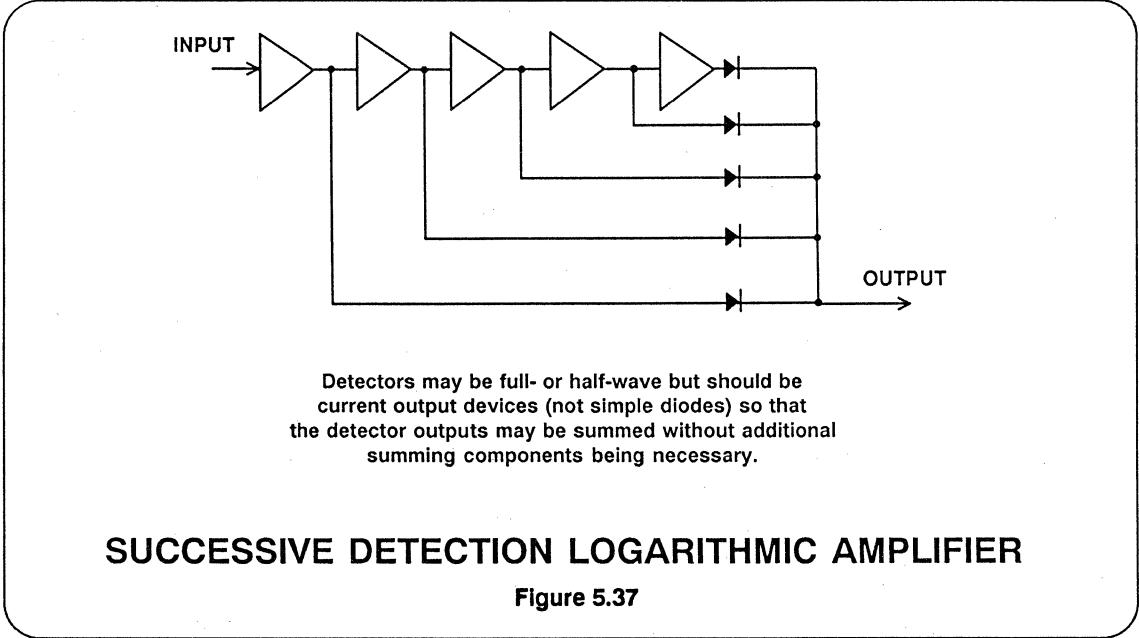 INPUT
OUTPUT
Detectors may be full- or half-wave but should be
current output devices (not simple diodes) so that
the detector outputs may be summed without additional
summing components being necessary.
SUCCESSIVE DETECTION LOGARITHMIC AMPLIFIER
Figure 5.37